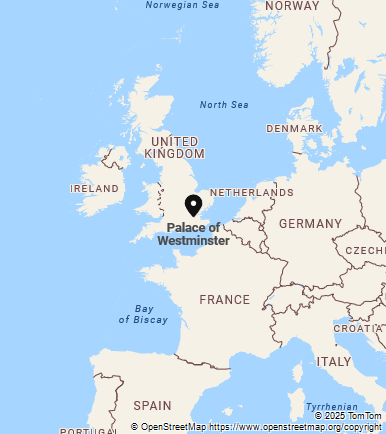 Norwegian Sea
NORWAY
North Sea
DENMARK
UNITED
KINGDOM
IRELAND
NETHERLANDS
Palace of
Westminster
GERMANY
CZECHI
FRANCE
Bay
of Biscay
CROATIA
ITALY
SPAIN
Tyrrhenian
PORTUGAL
© 2025 TomTom
© OpenStreetMap https://www.openstreetmap.org/copyright